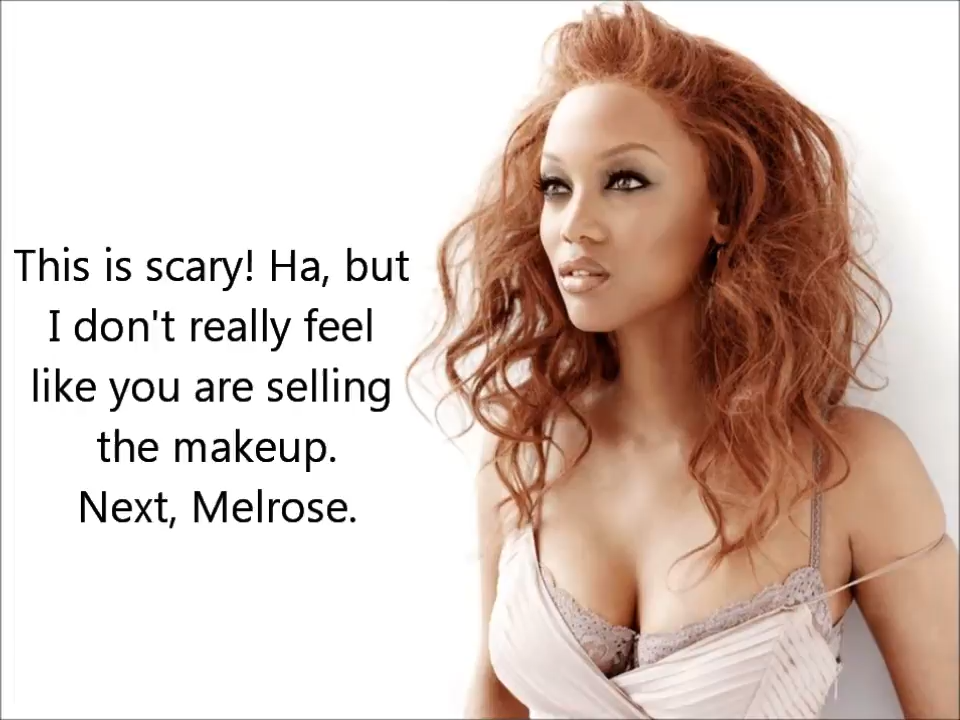 This is scary! Ha, but
I don't really feel
like you are selling
the makeup.
Next, Melrose.